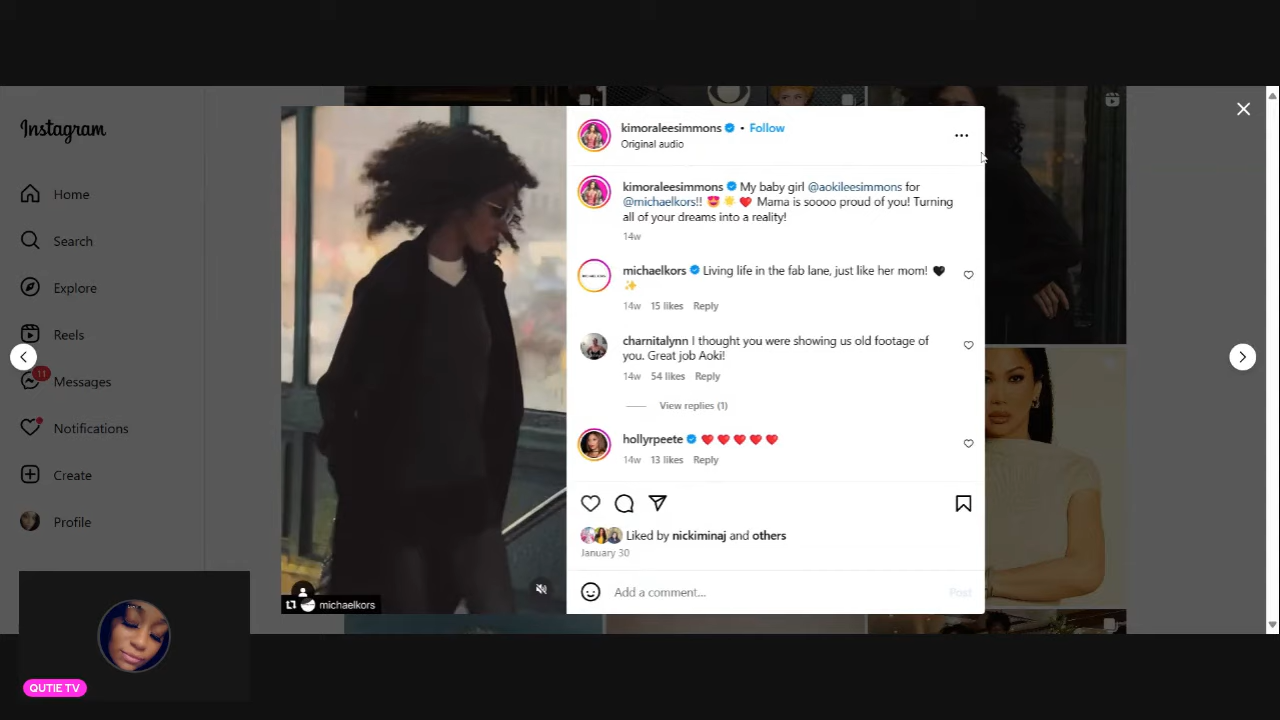 Instagram
Home
Search
Explore
Reels
11
Messages
Notifications
Create
Profile
QUTIE TV
michaelkors
kimoraleesimmons • Follow
Original audio
kimoraleesimmons My baby girl @aokileesimmons for
@michaelkors!! 😍 ☀️ ❤️ Mama is soooo proud of you! Turning
all of your dreams into a reality!
14w
michaelkors Living life in the fab lane, just like her mom! 🖤
✨
14w 15 likes Reply
charnitalynn I thought you were showing us old footage of
you. Great job Aoki!
14w 54 likes Reply
View replies (1)
hollyrpeete ❤️ ❤️ ❤️ ❤️ ❤️
14w 13 likes Reply
Liked by nickiminaj and others
January 30
Add a comment...
Post